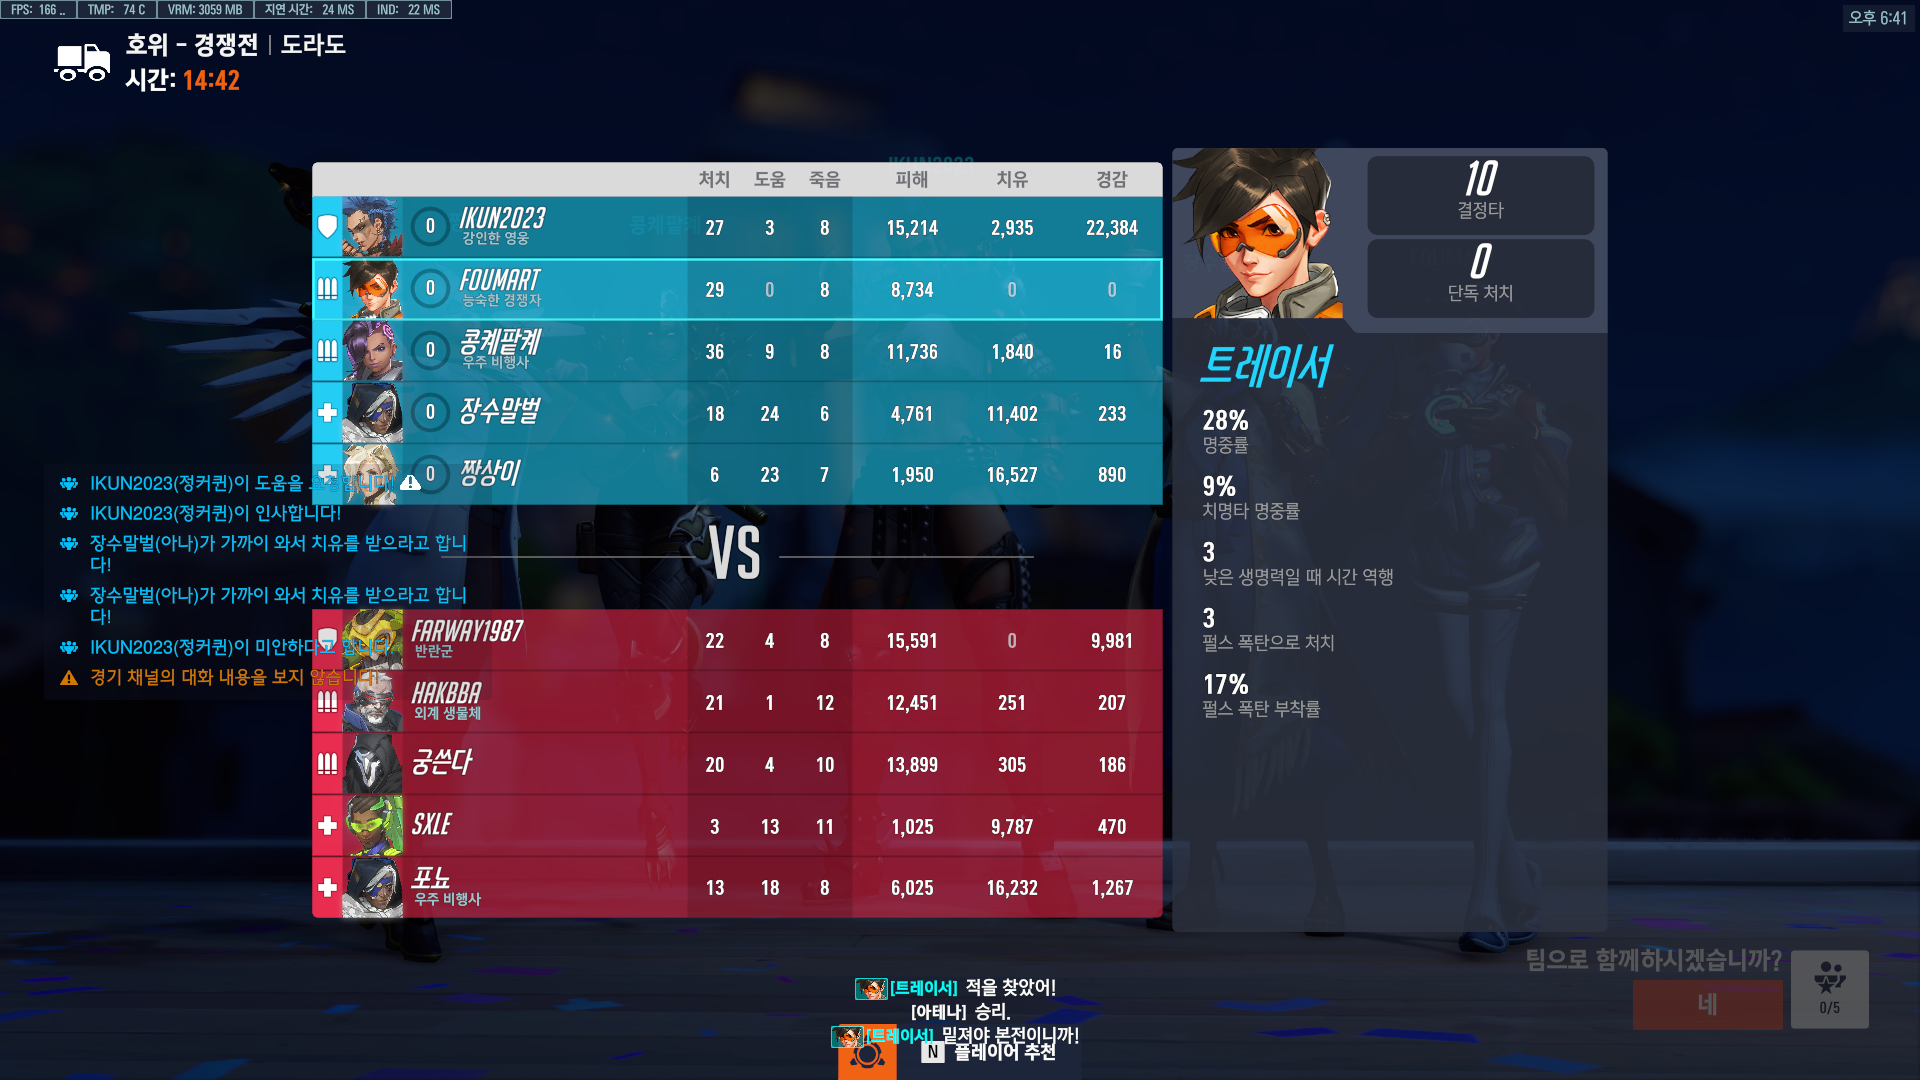 FPS: 166 .. TMP: 74 C VRM: 3059 MB 지연 시간: 24 MS IND: 22 MS
오후 6:41
호위 - 경쟁전 | 도라도
시간: 14:42
처치 도움 죽음 피해 치유 경감
0 IKUN2023 27 3 8 15,214 2,935 22,384
강인한 영웅
0 FOUMART 29 0 8 8,734 0 0
능숙한 경쟁자
0 콩케팥케 36 9 8 11,736 1,840 16
우주 비행사
0 장수말벌 18 24 6 4,761 11,402 233
0 짱상이 6 23 7 1,950 16,527 890
VS
FARWAY1987 22 4 8 15,591 0 9,981
반란군
HAKBBA 21 1 12 12,451 251 207
외계 생물체
궁쓴다 20 4 10 13,899 305 186
SXLE 3 13 11 1,025 9,787 470
포뇨 13 18 8 6,025 16,232 1,267
우주 비행사
IKUN2023(정커퀸)이 도움을
IKUN2023(정커퀸)이 인사합니다!
장수말벌(아나)가 가까이 와서 치유를 받으라고 합니
다!
장수말벌(아나)가 가까이 와서 치유를 받으라고 합니
다!
IKUN2023(정커퀸)이 미안하다고 합니다.
경기 채널의 대화 내용을 보지 않습니다!
10
결정타
0
단독 처치
트레이서
28%
명중률
9%
치명타 명중률
3
낮은 생명력일 때 시간 역행
3
펄스 폭탄으로 처치
17%
펄스 폭탄 부착률
팀으로 함께하시겠습니까?
네
0/5
[트레이서] 적을 찾았어!
[아테나] 승리.
[트레이서] 밑져야 본전이니까!
N 플레이어 추천